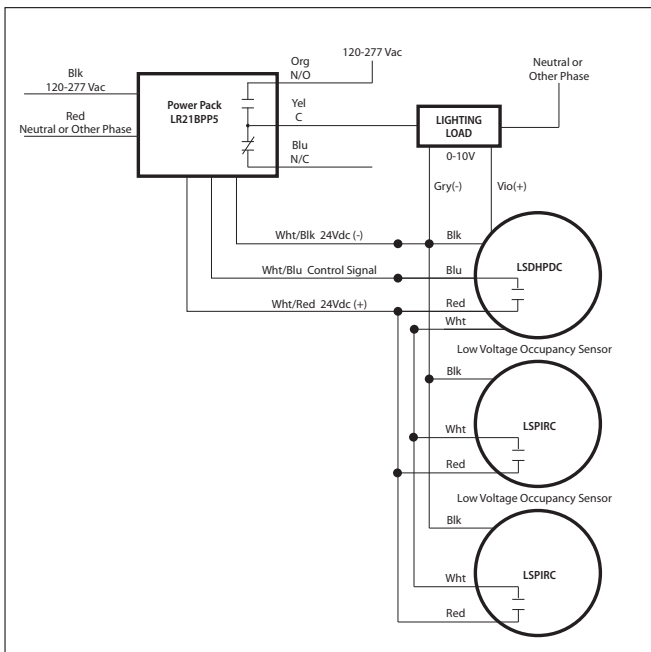 Blk
120-277 Vac
Red
Neutral or Other Phase
Power Pack
LR21BPP5
Org
N/O
120-277 Vac
Yel
C
Blu
N/C
LIGHTING
LOAD
Neutral or
Other Phase
0-10V
Gry(-)
Vio(+)
Wht/Blk 24Vdc (-)
Blk
Wht/Blu Control Signal
Blu
LSDHPDC
Wht/Red 24Vdc (+)
Red
Wht
Low Voltage Occupancy Sensor
Blk
Wht
LSPIRC
Red
Low Voltage Occupancy Sensor
Blk
Wht
LSPIRC
Red